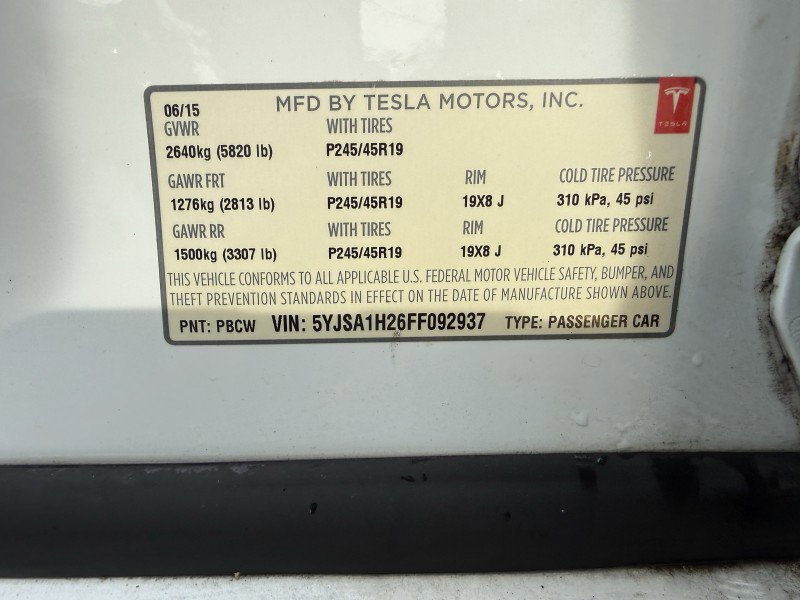 06/15 MFD BY TESLA MOTORS, INC.
TESLA
GVWR WITH TIRES
2640kg (5820 lb) P245/45R19
GAWR FRT WITH TIRES RIM COLD TIRE PRESSURE
1276kg (2813 lb) P245/45R19 19X8 J 310 kPa, 45 psi
GAWR RR WITH TIRES RIM COLD TIRE PRESSURE
1500kg (3307 lb) P245/45R19 19X8 J 310 kPa, 45 psi
THIS VEHICLE CONFORMS TO ALL APPLICABLE U.S. FEDERAL MOTOR VEHICLE SAFETY, BUMPER, AND
THEFT PREVENTION STANDARDS IN EFFECT ON THE DATE OF MANUFACTURE SHOWN ABOVE.
PNT: PBCW VIN: 5YJSA1H26FF092937 TYPE: PASSENGER CAR